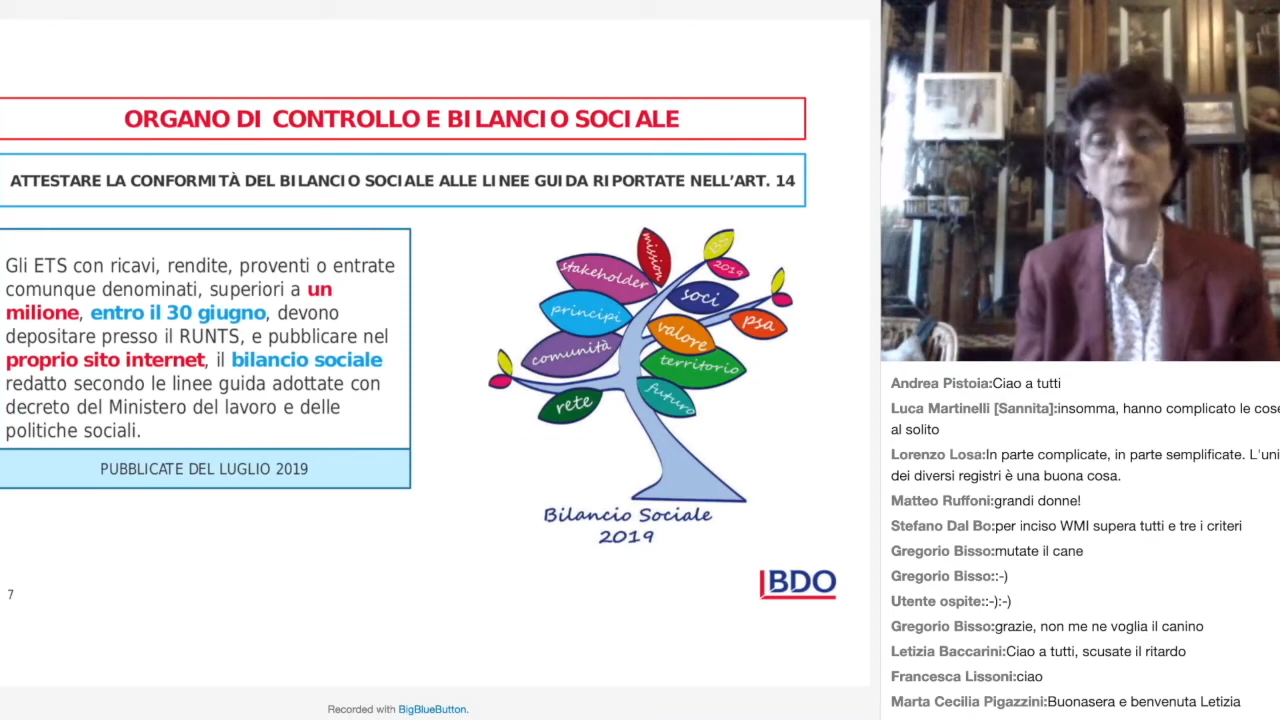 ORGANO DI CONTROLLO E BILANCIO SOCIALE
ATTESTARE LA CONFORMITÀ DEL BILANCIO SOCIALE ALLE LINEE GUIDA RIPORTATE NELL'ART. 14
Gli ETS con ricavi, rendite, proventi o entrate
comunque denominati, superiori a un
milione, entro il 30 giugno, devono
depositare presso il RUNTS, e pubblicare nel
proprio sito internet, il bilancio sociale
redatto secondo le linee guida adottate con
decreto del Ministero del lavoro e delle
politiche sociali.
PUBBLICATE DEL LUGLIO 2019
mission
BS
2019
stakeholder
soci
principi
valore
psa
comunità
territorio
rete
futuro
Bilancio Sociale
2019
BDO
7
Recorded with BigBlueButton.
Andrea Pistoia:Ciao a tutti
Luca Martinelli [Sannita]:insomma, hanno complicato le cose
al solito
Lorenzo Losa:In parte complicate, in parte semplificate. L'uni
dei diversi registri è una buona cosa.
Matteo Ruffoni:grandi donne!
Stefano Dal Bo:per inciso WMI supera tutti e tre i criteri
Gregorio Bisso:mutate il cane
Gregorio Bisso::-)
Utente ospite::-):-)
Gregorio Bisso:grazie, non me ne voglia il canino
Letizia Baccarini:Ciao a tutti, scusate il ritardo
Francesca Lissoni:ciao
Marta Cecilia Pigazzini:Buonasera e benvenuta Letizia